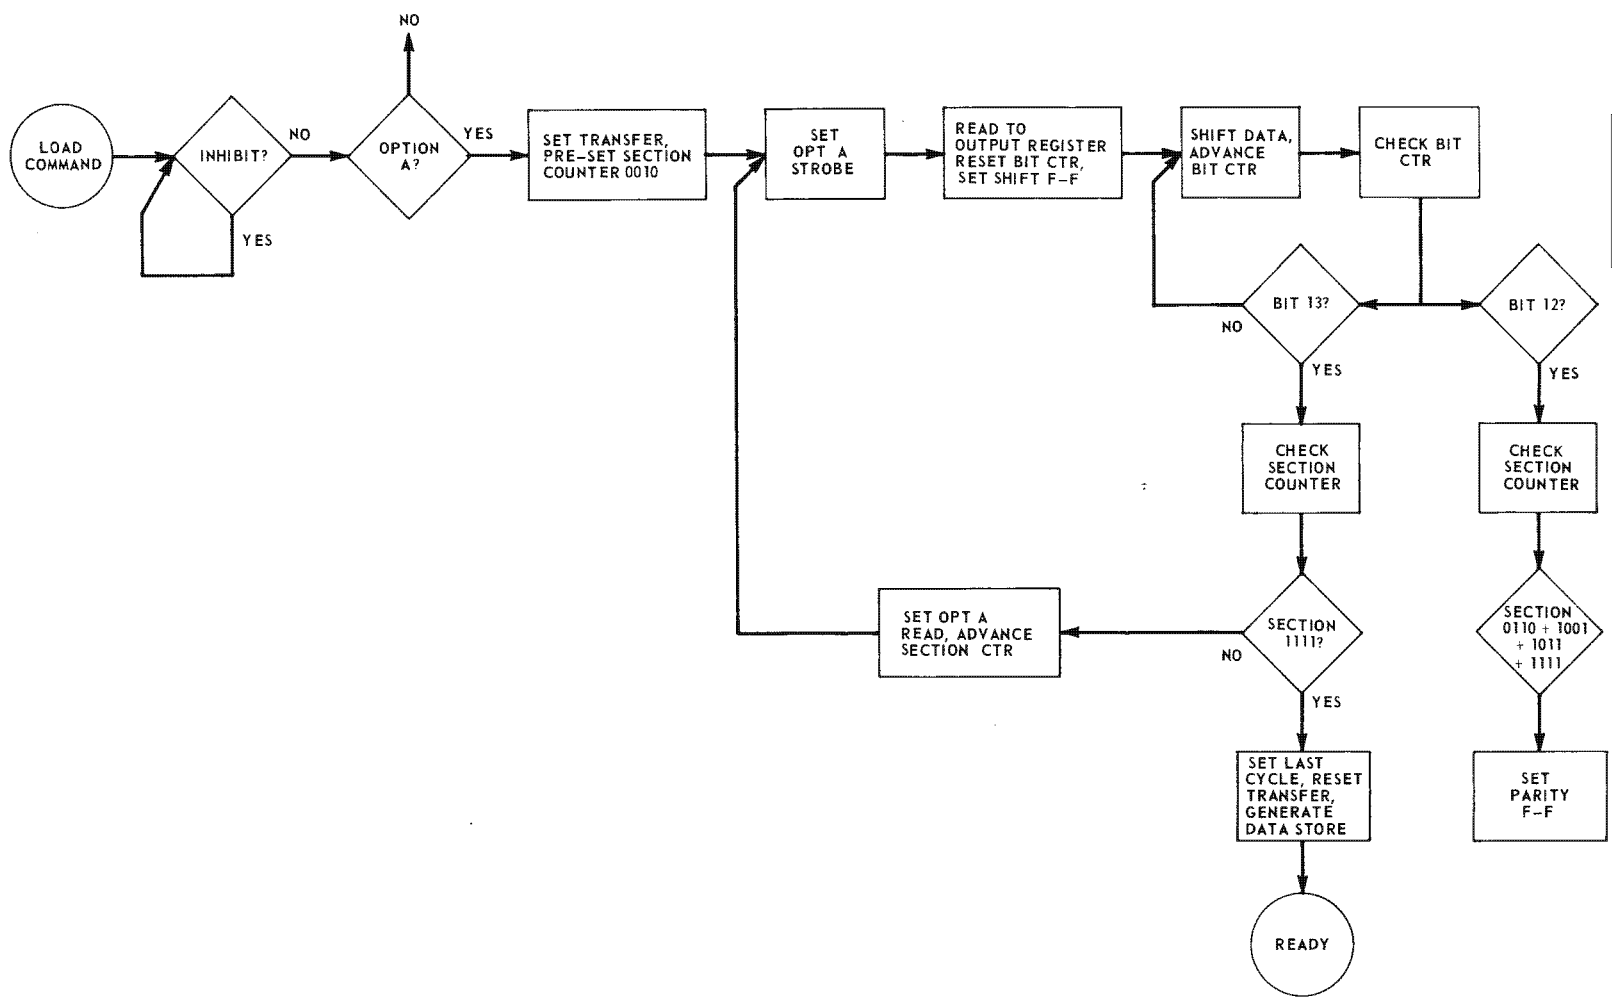 NO
LOAD
COMMAND
INHIBIT?
NO
YES
OPTION
A?
YES
SET TRANSFER,
PRE-SET SECTION
COUNTER 0010
SET
OPT A
STROBE
READ TO
OUTPUT REGISTER
RESET BIT CTR,
SET SHIFT F-F
SHIFT DATA,
ADVANCE
BIT CTR
CHECK BIT
CTR
BIT 13?
NO
YES
BIT 12?
YES
CHECK
SECTION
COUNTER
CHECK
SECTION
COUNTER
SECTION
1111?
NO
YES
SECTION
0110 + 1001
+ 1011
+ 1111
SET OPT A
READ, ADVANCE
SECTION CTR
SET LAST
CYCLE, RESET
TRANSFER,
GENERATE
DATA STORE
SET
PARITY
F-F
READY